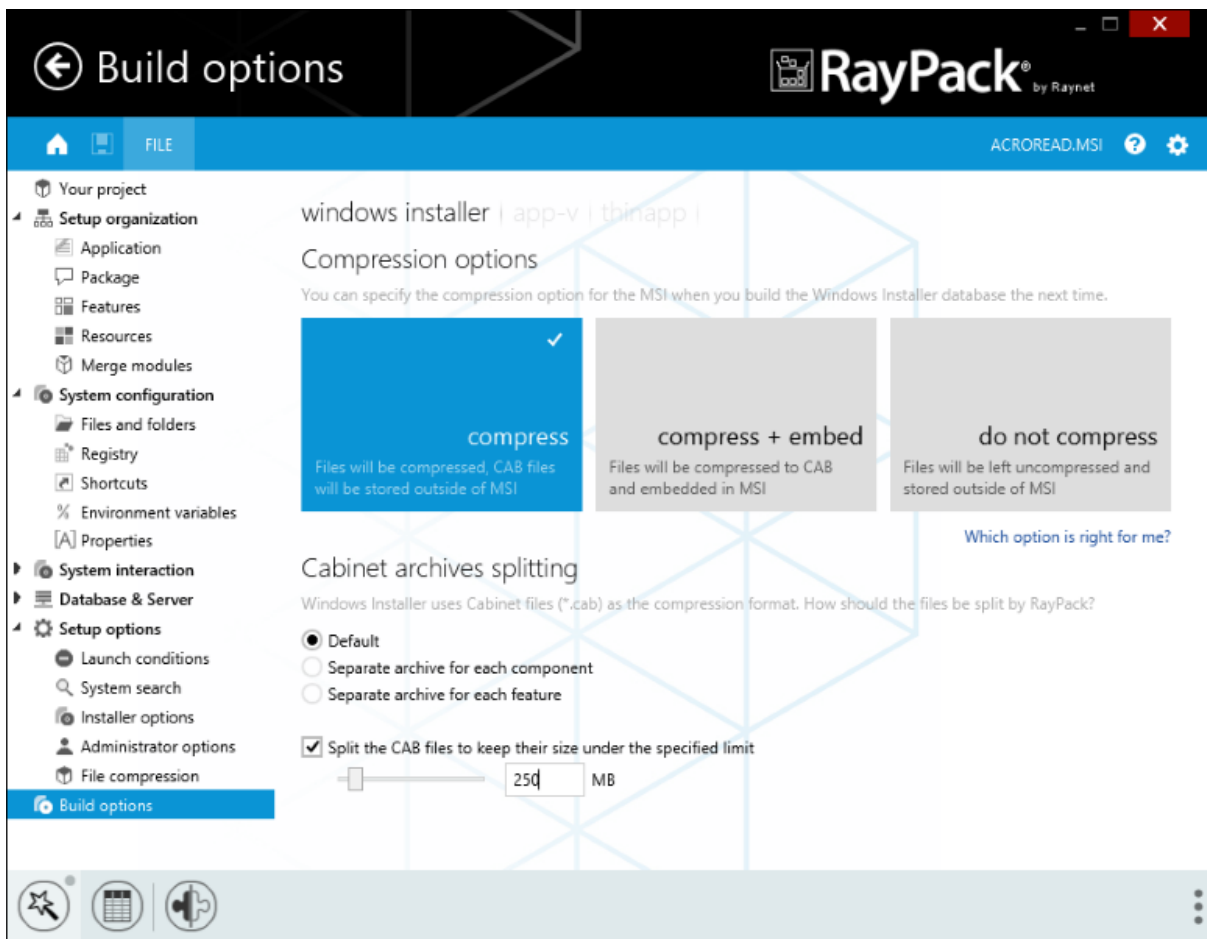 Build options
RayPack® by Raynet
FILE
ACROREAD.MSI
Your project
Setup organization
Application
Package
Features
Resources
Merge modules
System configuration
Files and folders
Registry
Shortcuts
Environment variables
[A] Properties
System interaction
Database & Server
Setup options
Launch conditions
System search
Installer options
Administrator options
File compression
Build options
windows installer | app-v | thinapp |
Compression options
You can specify the compression option for the MSI when you build the Windows Installer database the next time.
compress
Files will be compressed, CAB files
will be stored outside of MSI
compress + embed
Files will be compressed to CAB
and embedded in MSI
do not compress
Files will be left uncompressed and
stored outside of MSI
Which option is right for me?
Cabinet archives splitting
Windows Installer uses Cabinet files (*.cab) as the compression format. How should the files be split by RayPack?
Default
Separate archive for each component
Separate archive for each feature
Split the CAB files to keep their size under the specified limit
250 MB